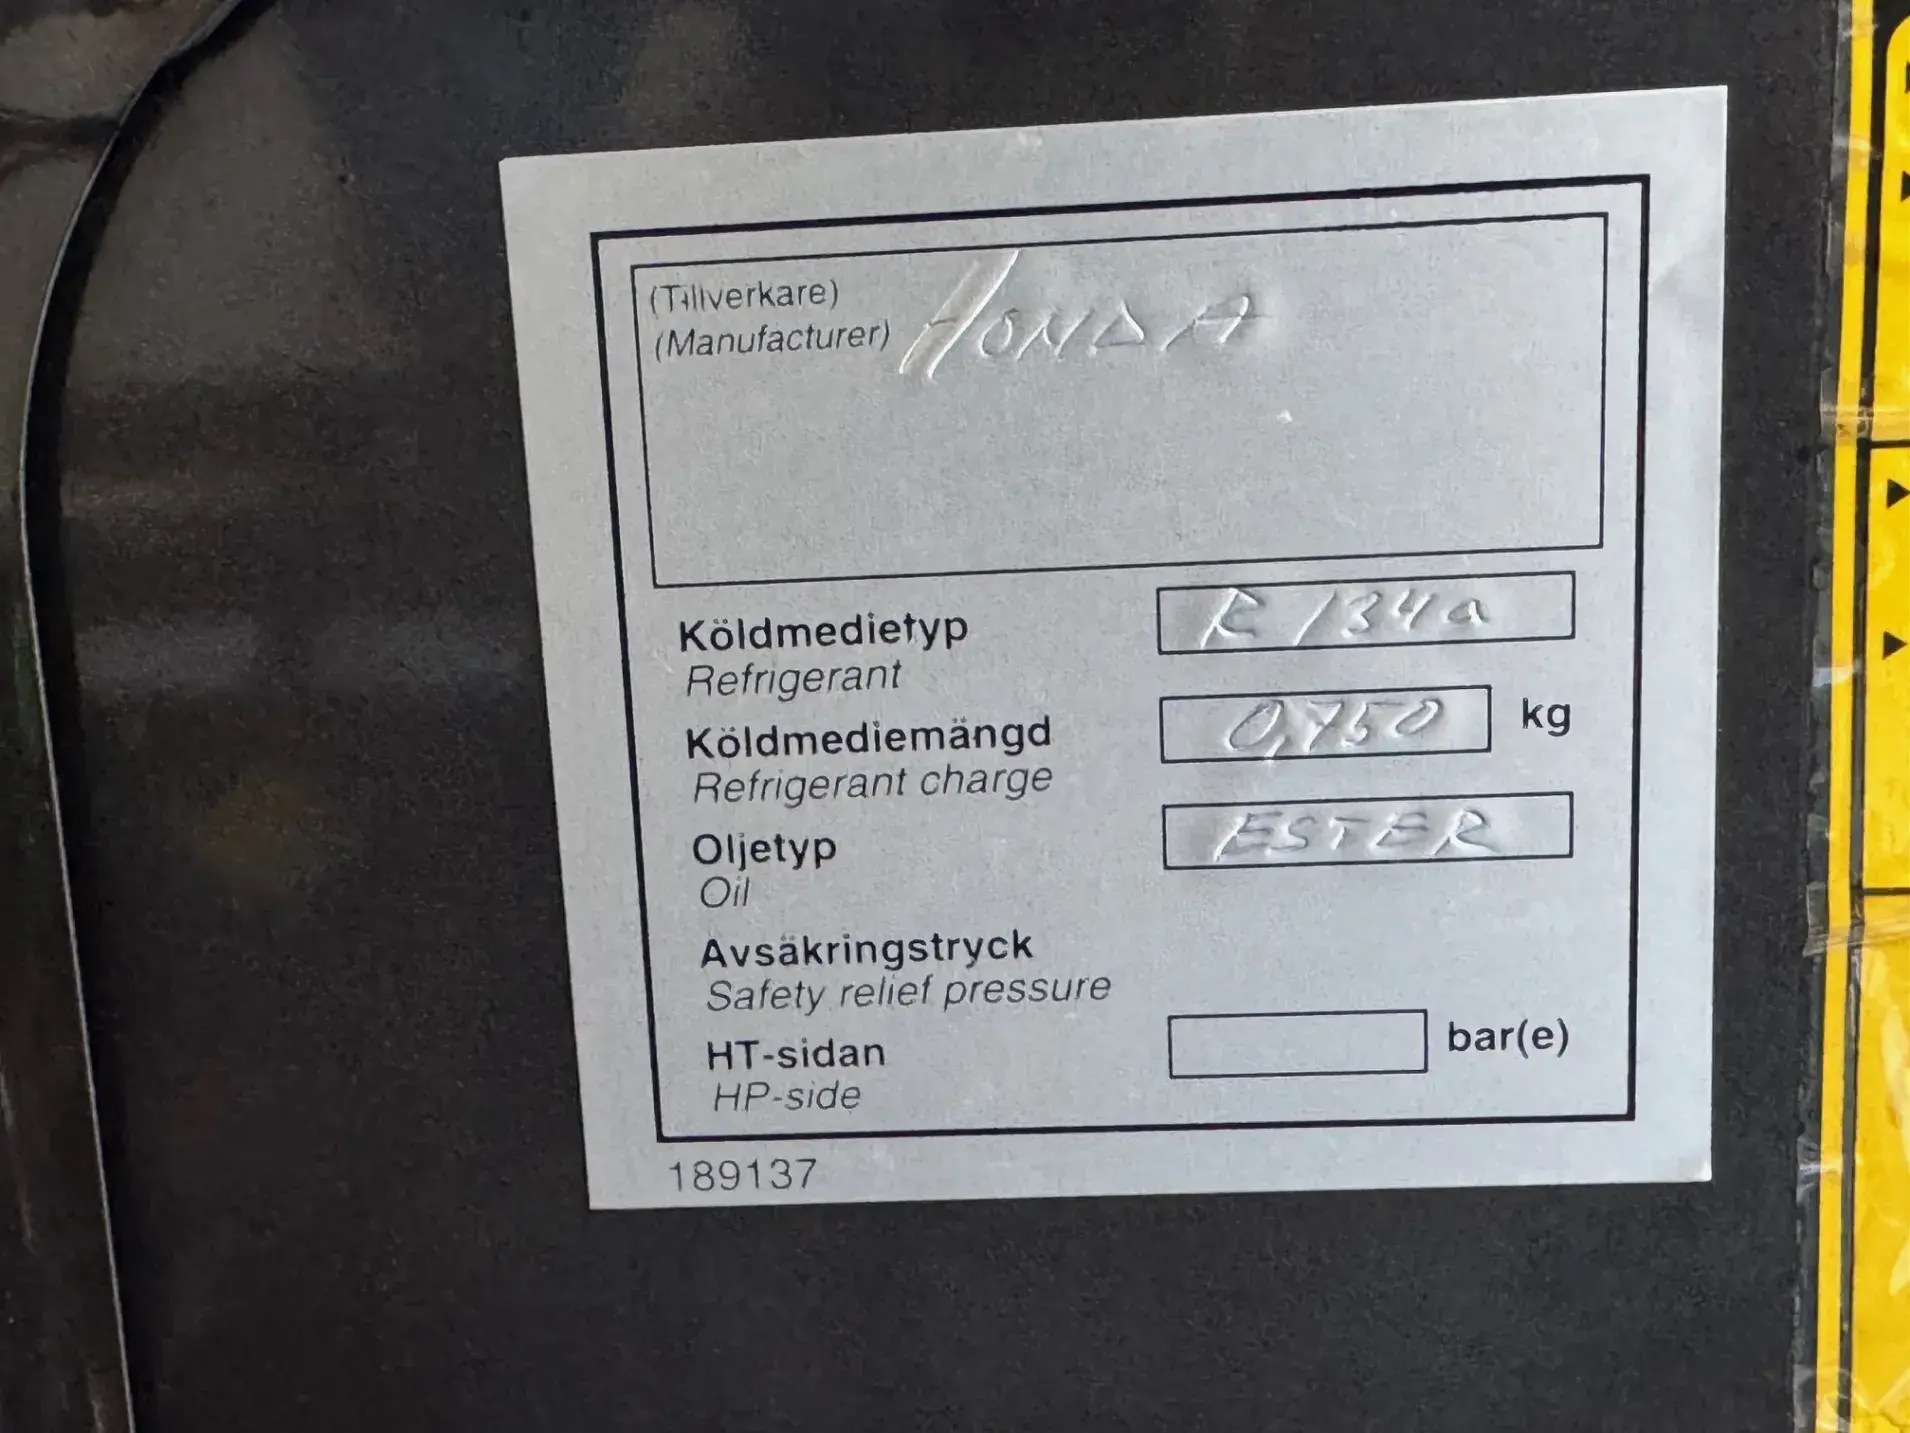 (Tillverkare)
(Manufacturer) HONDA
Köldmedietyp R134a
Refrigerant
Köldmediemängd 0,750 kg
Refrigerant charge
Oljetyp ESTER
Oil
Avsäkringstryck
Safety relief pressure
HT-sidan bar(e)
HP-side
189137